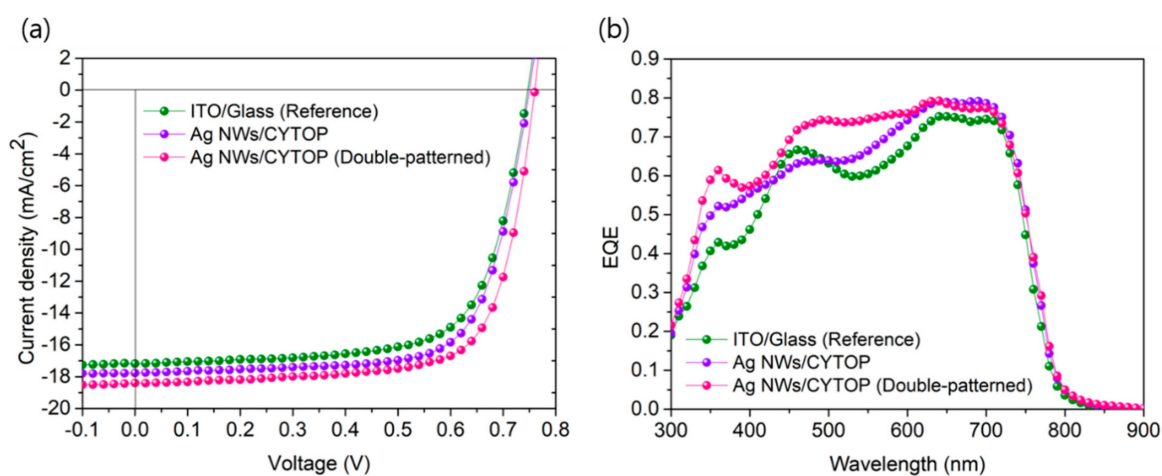 (a)
2
0
-2
-4
-6
-8
-10
-12
-14
-16
-18
-20
Current density (mA/cm2)
ITO/Glass (Reference)
Ag NWs/CYTOP
Ag NWs/CYTOP (Double-patterned)
-0.1 0.0 0.1 0.2 0.3 0.4 0.5 0.6 0.7 0.8
Voltage (V)
(b)
0.9
0.8
0.7
0.6
0.5
0.4
0.3
0.2
0.1
0.0
EQE
ITO/Glass (Reference)
Ag NWs/CYTOP
Ag NWs/CYTOP (Double-patterned)
300 400 500 600 700 800 900
Wavelength (nm)